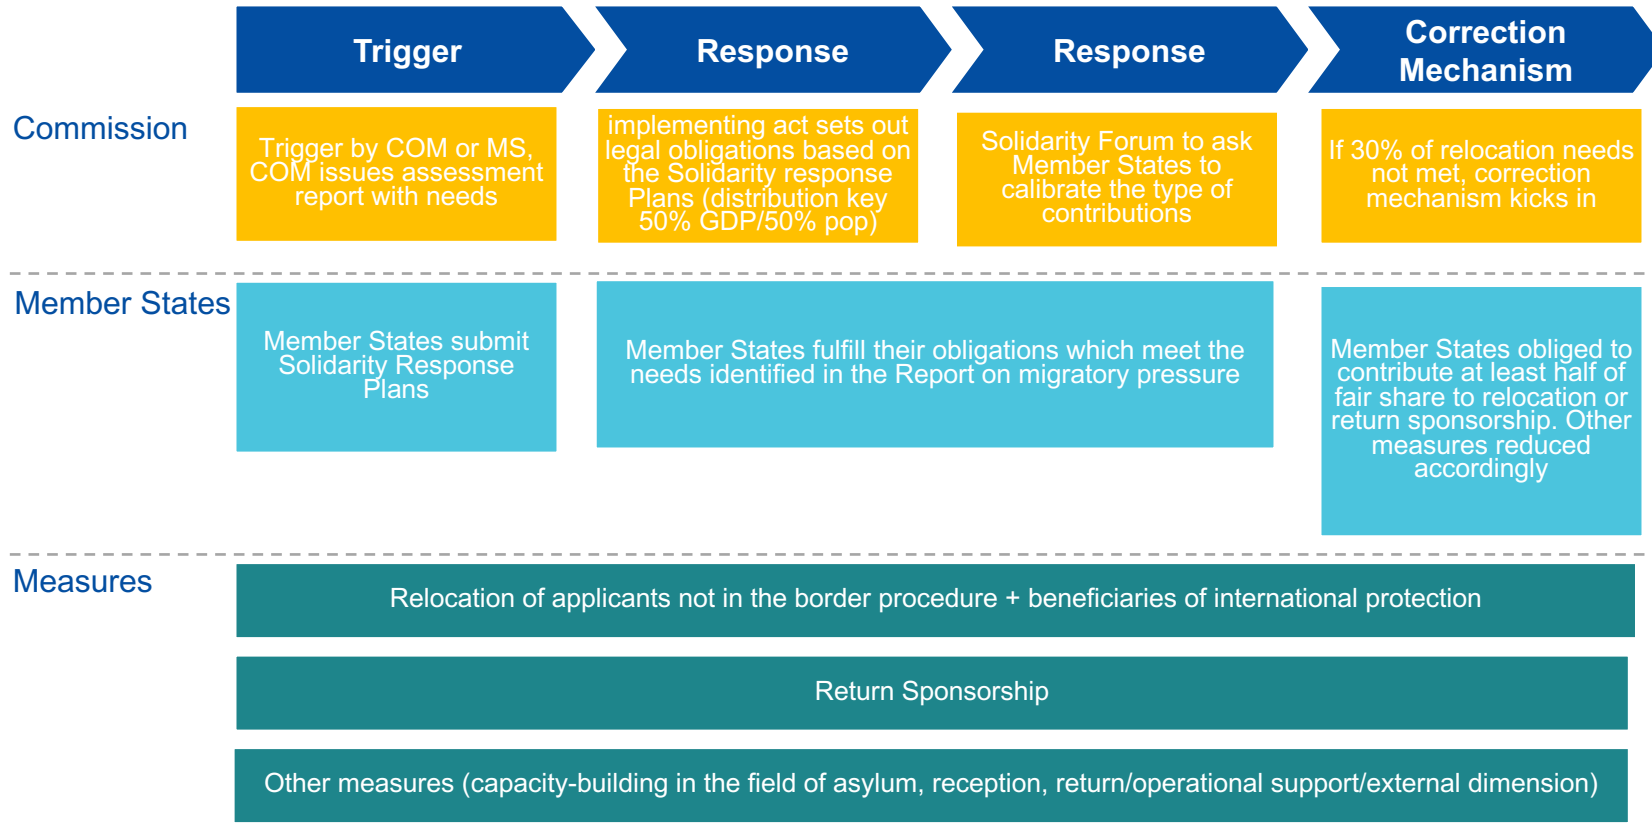 Trigger
Response
Response
Correction
Mechanism
Commission
Trigger by COM or MS,
COM issues assessment
report with needs
implementing act sets out
legal obligations based on
the Solidarity response
Plans (distribution key
50% GDP/50% pop)
Solidarity Forum to ask
Member States to
calibrate the type of
contributions
If 30% of relocation needs
not met, correction
mechanism kicks in
Member States
Member States submit
Solidarity Response
Plans
Member States fulfill their obligations which meet the
needs identified in the Report on migratory pressure
Member States obliged to
contribute at least half of
fair share to relocation or
return sponsorship. Other
measures reduced
accordingly
Measures
Relocation of applicants not in the border procedure + beneficiaries of international protection
Return Sponsorship
Other measures (capacity-building in the field of asylum, reception, return/operational support/external dimension)